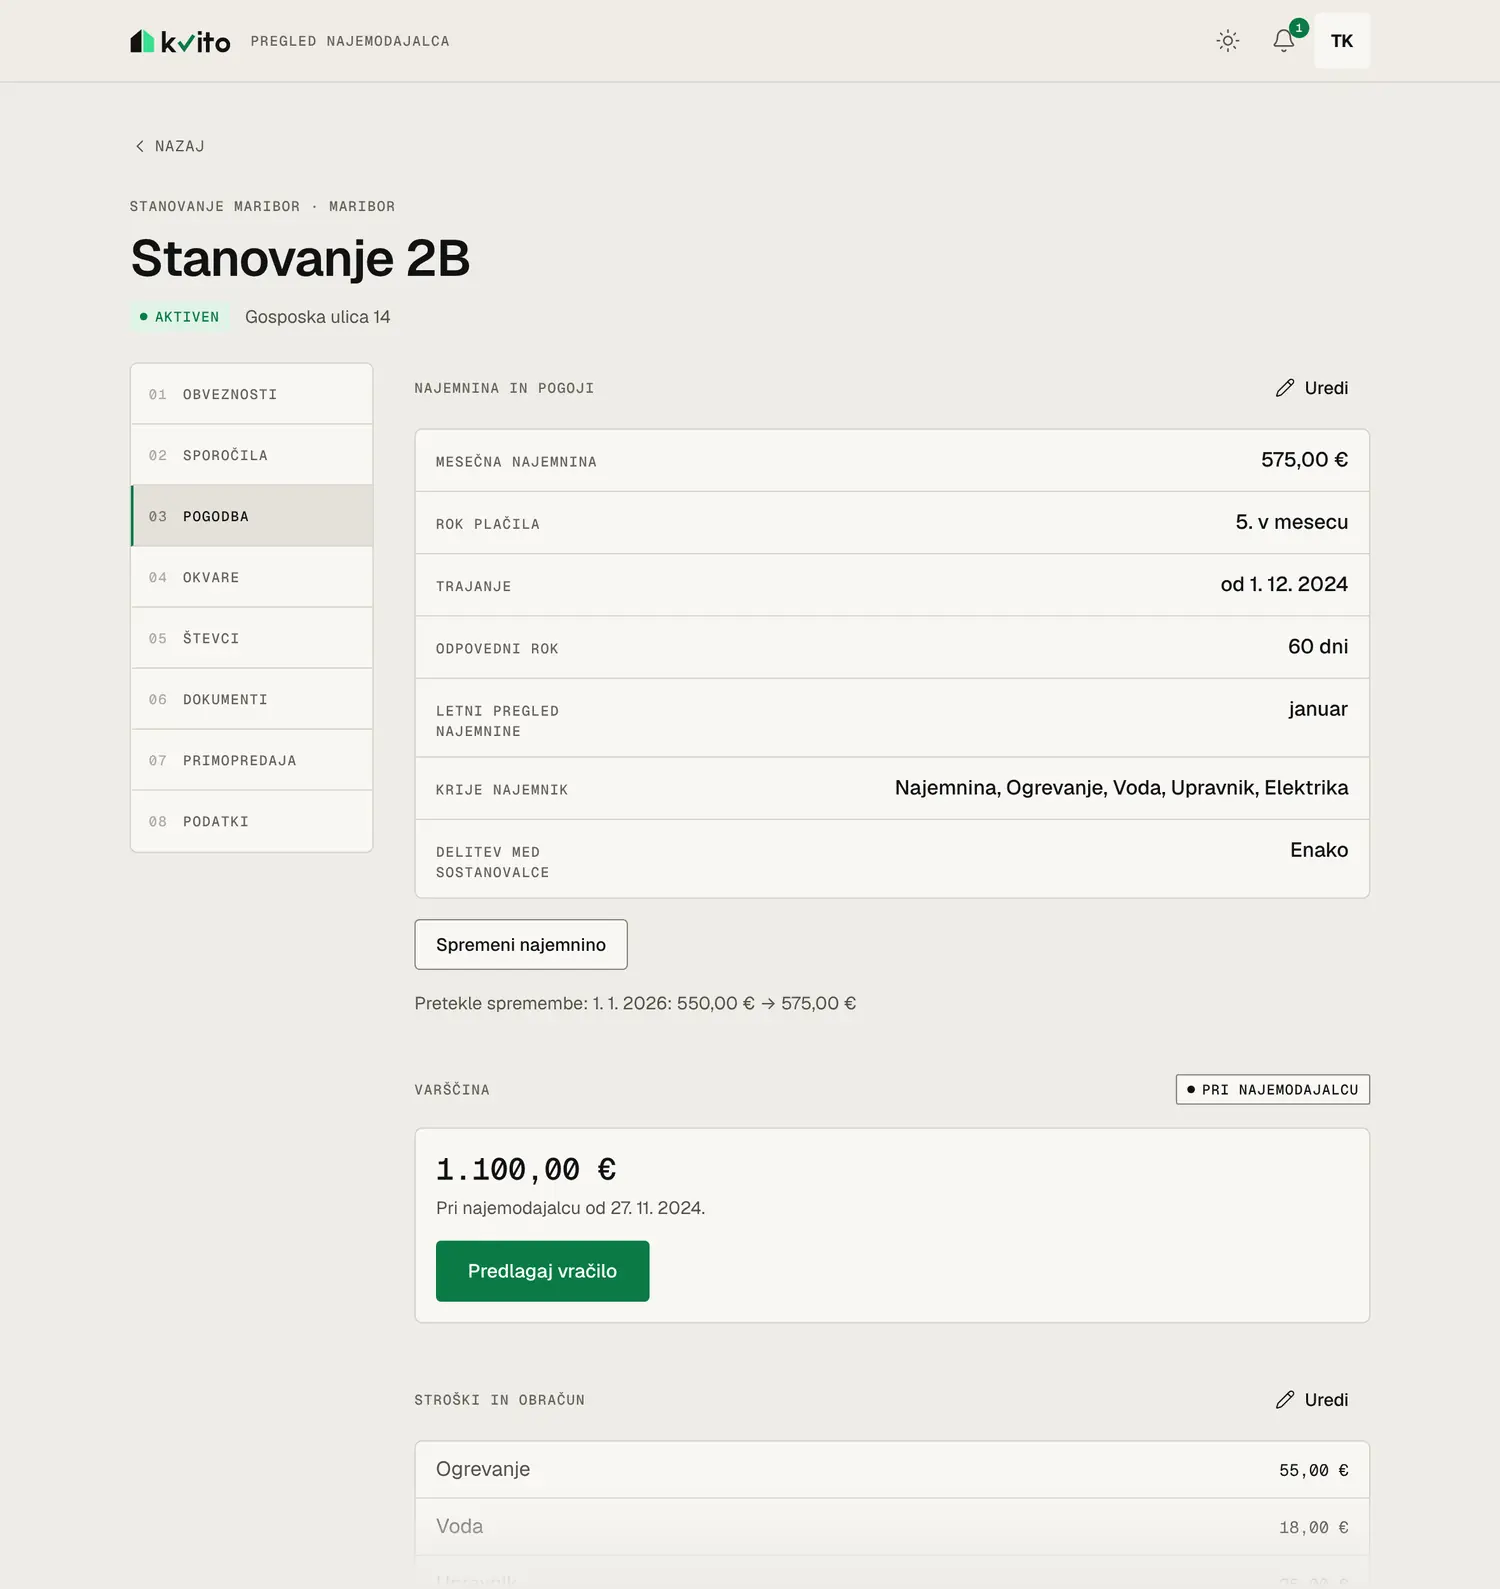 kvito PREGLED NAJEMODAJALCA
1
TK
NAZAJ
STANOVANJE MARIBOR · MARIBOR
Stanovanje 2B
AKTIVEN Gosposka ulica 14
01 OBVEZNOSTI
02 SPOROČILA
03 POGODBA
04 OKVARE
05 ŠTEVCI
06 DOKUMENTI
07 PRIMOPREDAJA
08 PODATKI
NAJEMNINA IN POGOJI
Uredi
MESEČNA NAJEMNINA 575,00 €
ROK PLAČILA 5. v mesecu
TRAJANJE od 1. 12. 2024
ODPOVEDNI ROK 60 dni
LETNI PREGLED
NAJEMNINE
januar
KRIJE NAJEMNIK Najemnina, Ogrevanje, Voda, Upravnik, Elektrika
DELITEV MED
SOSTANOVALCE
Enako
Spremeni najemnino
Pretekle spremembe: 1. 1. 2026: 550,00 € → 575,00 €
VARŠČINA
PRI NAJEMODAJALCU
1.100,00 €
Pri najemodajalcu od 27. 11. 2024.
Predlagaj vračilo
STROŠKI IN OBRAČUN
Uredi
Ogrevanje 55,00 €
Voda 18,00 €
Upravnik